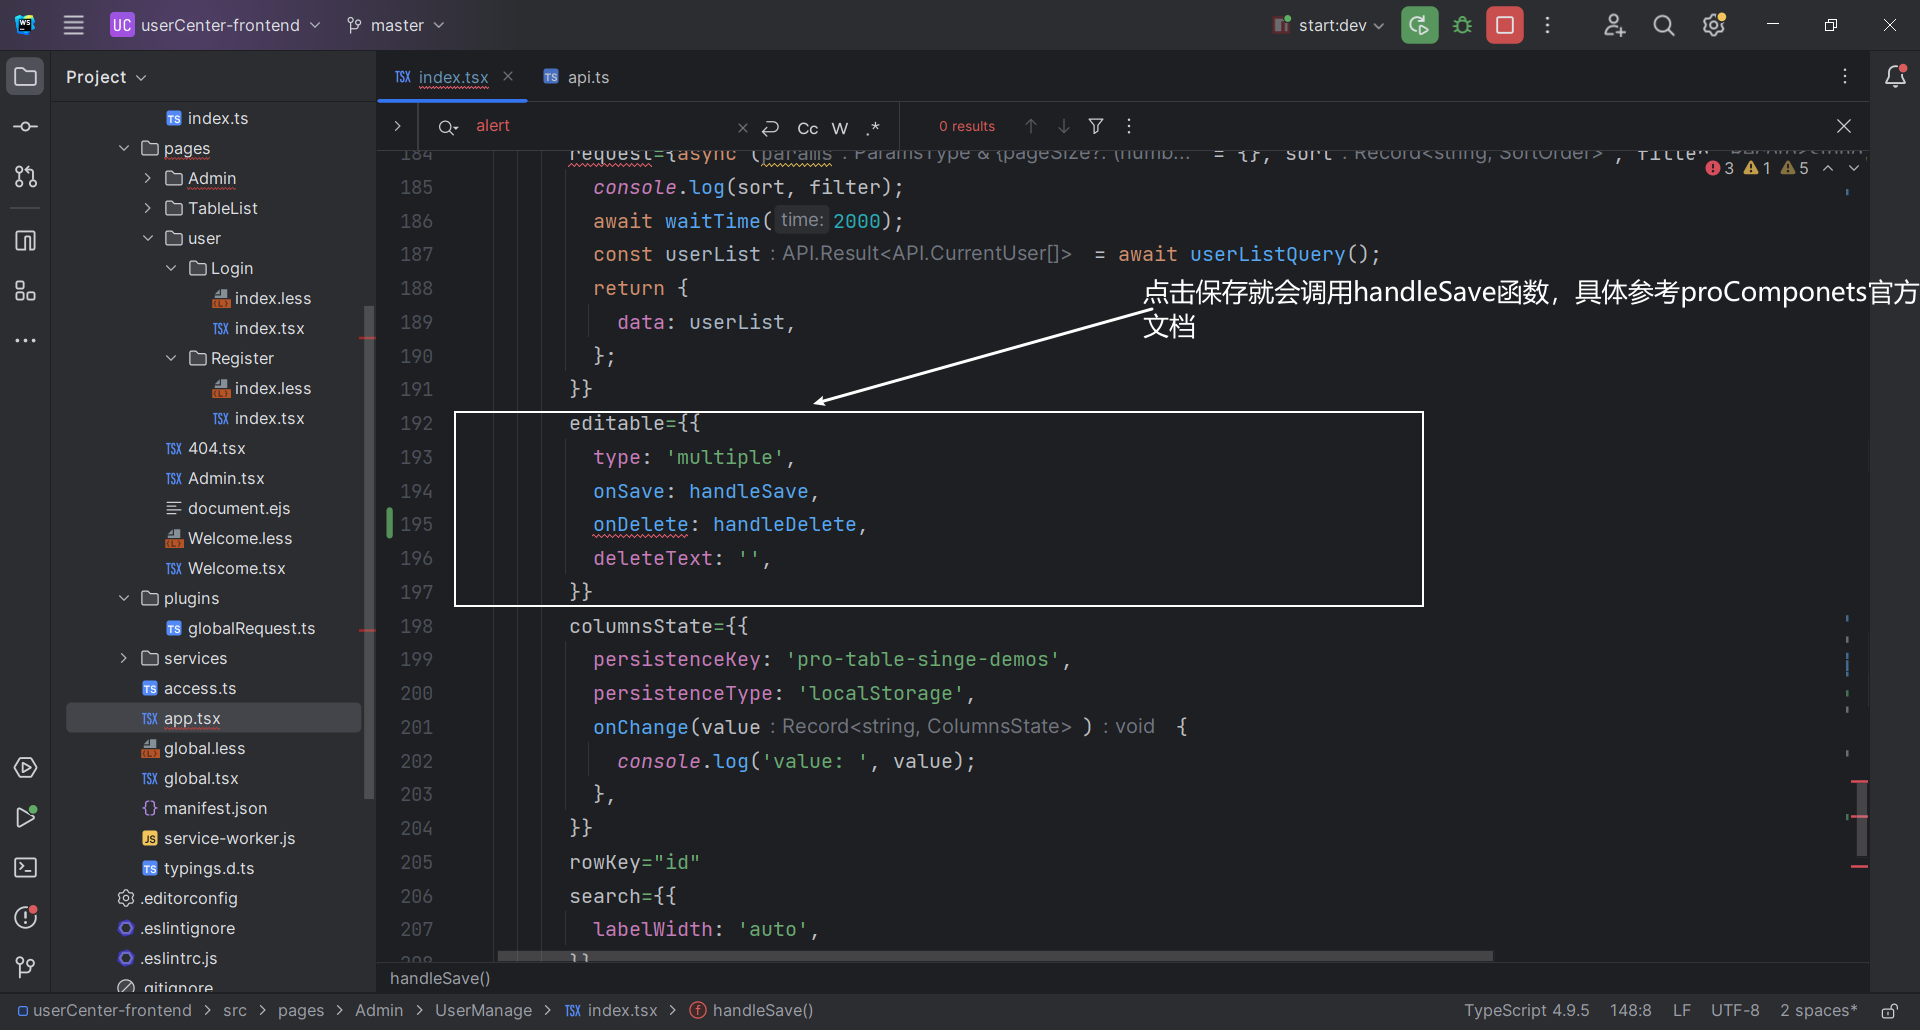 UC userCenter-frontend master start:dev
Project
index.tsx
api.ts
index.ts
pages
Admin
TableList
user
Login
index.less
index.tsx
Register
index.less
index.tsx
404.tsx
Admin.tsx
document.ejs
Welcome.less
Welcome.tsx
plugins
globalRequest.ts
services
access.ts
app.tsx
global.less
global.tsx
manifest.json
service-worker.js
typings.d.ts
.editorconfig
.eslintignore
.eslintrc.js
.gitignore
alert
Cc W .*
0 results
3 1 5
184 request={async (params : ParamsType & {pageSize?: (numb... = {}, sort : Record<string, SortOrder> , filter
185 console.log(sort, filter);
186 await waitTime( time: 2000);
187 const userList : API.Result<API.CurrentUser[]> = await userListQuery();
188 return {
189 data: userList,
190 };
191 }}
192 editable={{
193 type: 'multiple',
194 onSave: handleSave,
195 onDelete: handleDelete,
196 deleteText: '',
197 }}
198 columnsState={{
199 persistenceKey: 'pro-table-singe-demos',
200 persistenceType: 'localStorage',
201 onChange(value : Record<string, ColumnsState> ) : void {
202 console.log('value: ', value);
203 },
204 }}
205 rowKey="id"
206 search={{
207 labelWidth: 'auto',
208 }}
点击保存就会调用handleSave函数，具体参考proComponets官方
文档
handleSave()
userCenter-frontend > src > pages > Admin > UserManage > index.tsx > handleSave()
TypeScript 4.9.5 148:8 LF UTF-8 2 spaces*